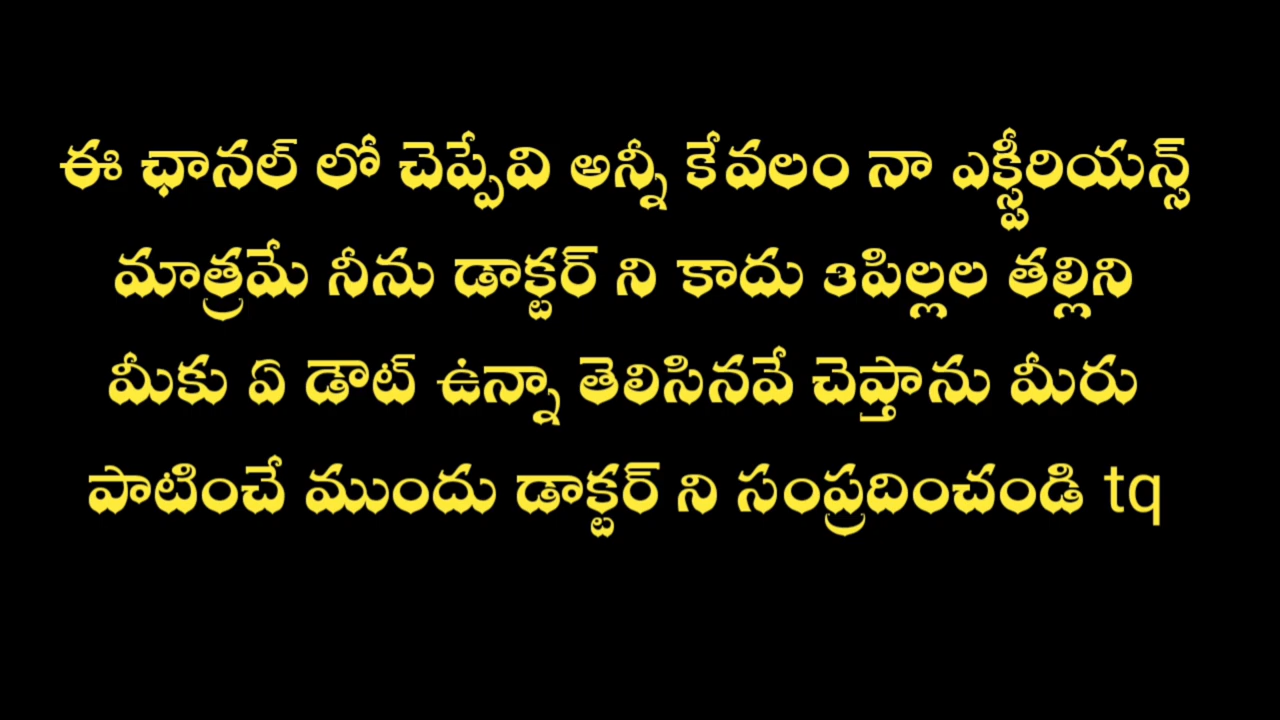 ఈ ఛానల్ లో చెప్పేవి అన్నీ కేవలం నా ఎక్స్పీరియన్స్
మాత్రమే నీను డాక్టర్ ని కాదు 3పిల్లల తల్లిని
మీకు ఏ డౌట్ ఉన్నా తెలిసినవే చెప్తాను మీరు
పాటించే ముందు డాక్టర్ ని సంప్రదించండి tq